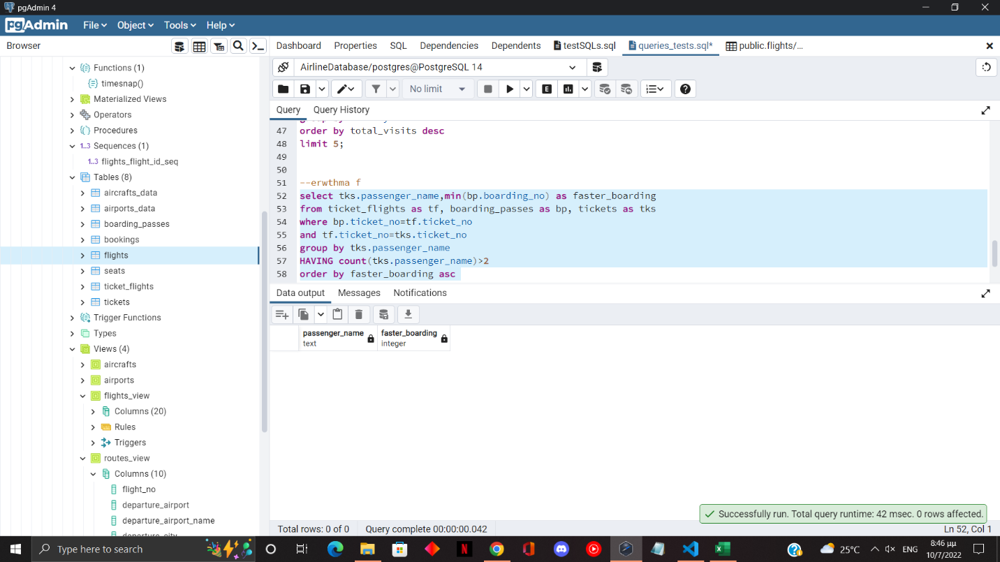 pgAdmin 4
pgAdmin File Object Tools Help
Browser
Dashboard Properties SQL Dependencies Dependents testSQLs.sql queries_tests.sql* public.flights/...
Functions (1)
timesnap()
Materialized Views
Operators
Procedures
1..3 Sequences (1)
1..3 flights_flight_id_seq
Tables (8)
aircrafts_data
airports_data
boarding_passes
bookings
flights
seats
ticket_flights
tickets
Trigger Functions
Types
Views (4)
aircrafts
airports
flights_view
Columns (20)
Rules
Triggers
routes_view
Columns (10)
flight_no
departure_airport
departure_airport_name
departure_city
AirlineDatabase/postgres@PostgreSQL 14
No limit E
Query Query History
47 order by total_visits desc
48 limit 5;
49
50
51 --erwthma f
52 select tks.passenger_name,min(bp.boarding_no) as faster_boarding
53 from ticket_flights as tf, boarding_passes as bp, tickets as tks
54 where bp.ticket_no=tf.ticket_no
55 and tf.ticket_no=tks.ticket_no
56 group by tks.passenger_name
57 HAVING count(tks.passenger_name)>2
58 order by faster_boarding asc
Data output Messages Notifications
passenger_name faster_boarding
text integer
Successfully run. Total query runtime: 42 msec. 0 rows affected.
Total rows: 0 of 0 Query complete 00:00:00.042 Ln 52, Col 1
Type here to search
25°C ENG
8:46 μμ
10/7/2022